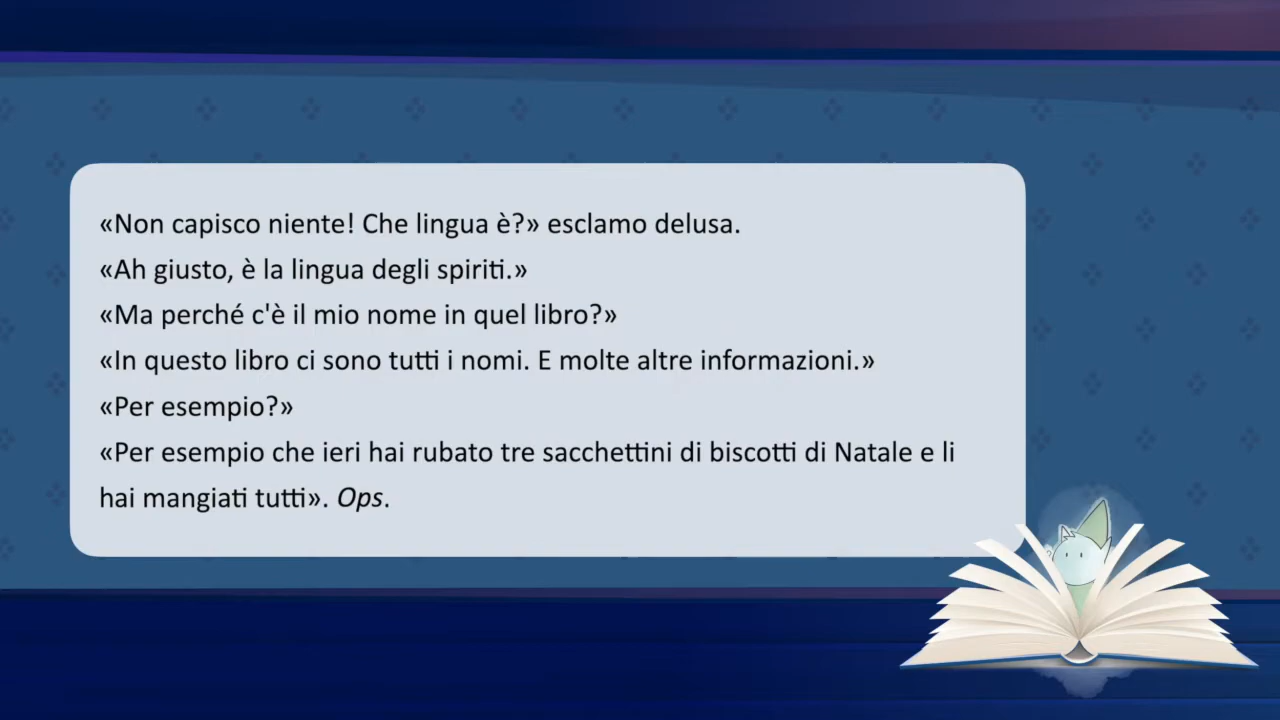 «Non capisco niente! Che lingua è?» esclamo delusa.
«Ah giusto, è la lingua degli spiriti.»
«Ma perché c'è il mio nome in quel libro?»
«In questo libro ci sono tutti i nomi. E molte altre informazioni.»
«Per esempio?»
«Per esempio che ieri hai rubato tre sacchettini di biscotti di Natale e li
hai mangiati tutti». Ops.